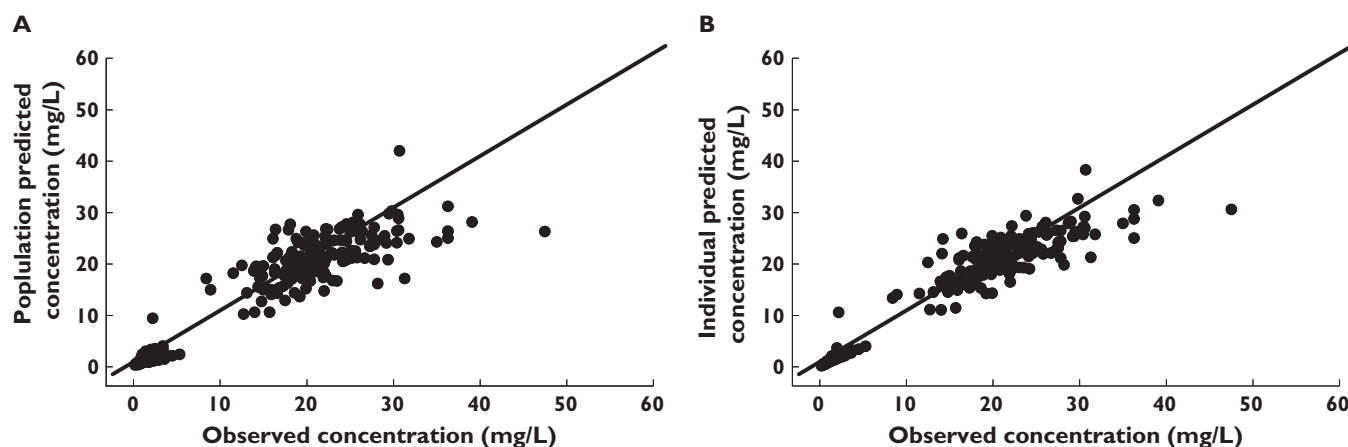 A
Poplulation predicted
concentration (mg/L)
60
50
40
30
20
10
0
0 10 20 30 40 50 60
Observed concentration (mg/L)
B
Individual predicted
concentration (mg/L)
60
50
40
30
20
10
0
0 10 20 30 40 50 60
Observed concentration (mg/L)